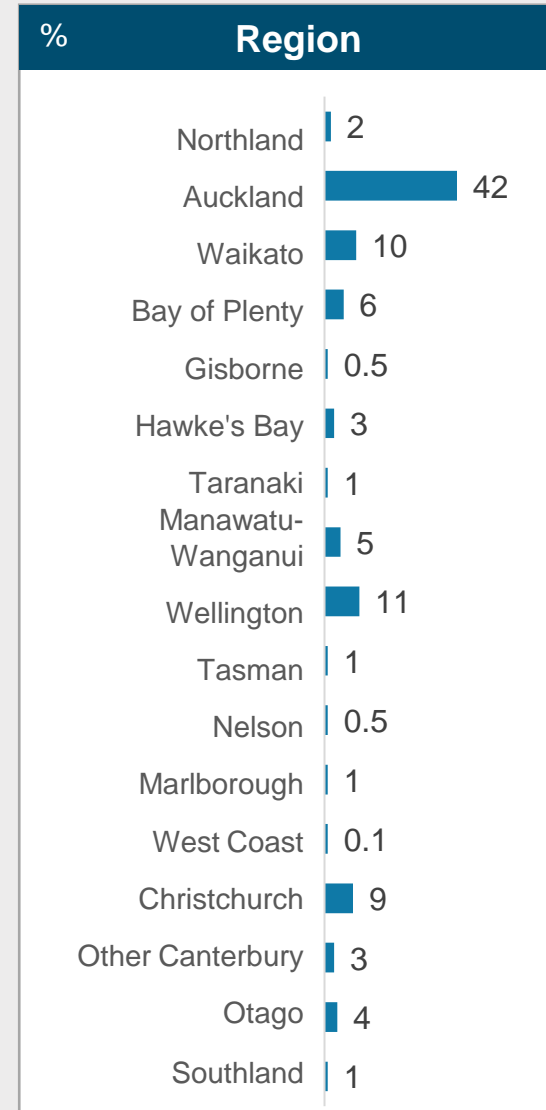 % Region
Northland 2
Auckland 42
Waikato 10
Bay of Plenty 6
Gisborne 0.5
Hawke's Bay 3
Taranaki 1
Manawatu-
Wanganui 5
Wellington 11
Tasman 1
Nelson 0.5
Marlborough 1
West Coast 0.1
Christchurch 9
Other Canterbury 3
Otago 4
Southland 1